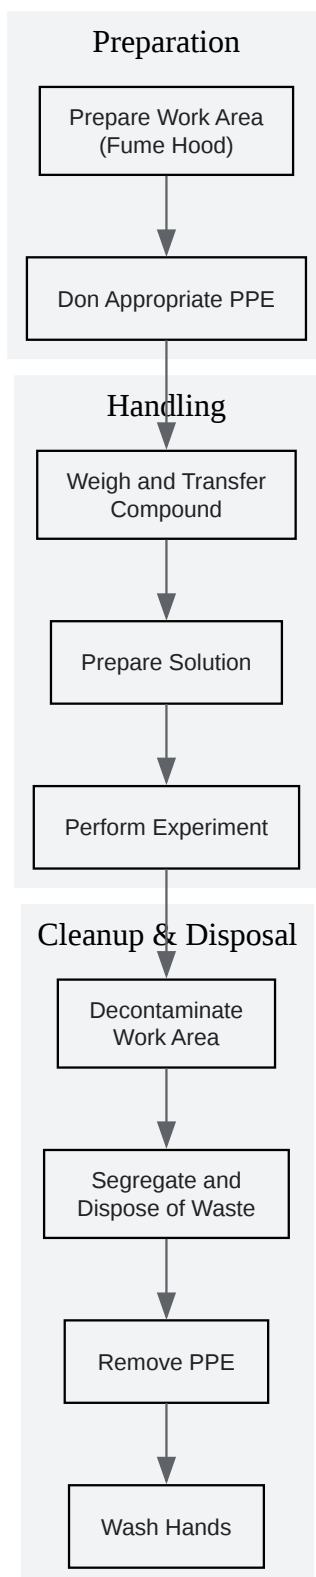 Preparation
Prepare Work Area
(Fume Hood)
Don Appropriate PPE
Handling
Weigh and Transfer
Compound
Prepare Solution
Perform Experiment
Cleanup & Disposal
Decontaminate
Work Area
Segregate and
Dispose of Waste
Remove PPE
Wash Hands